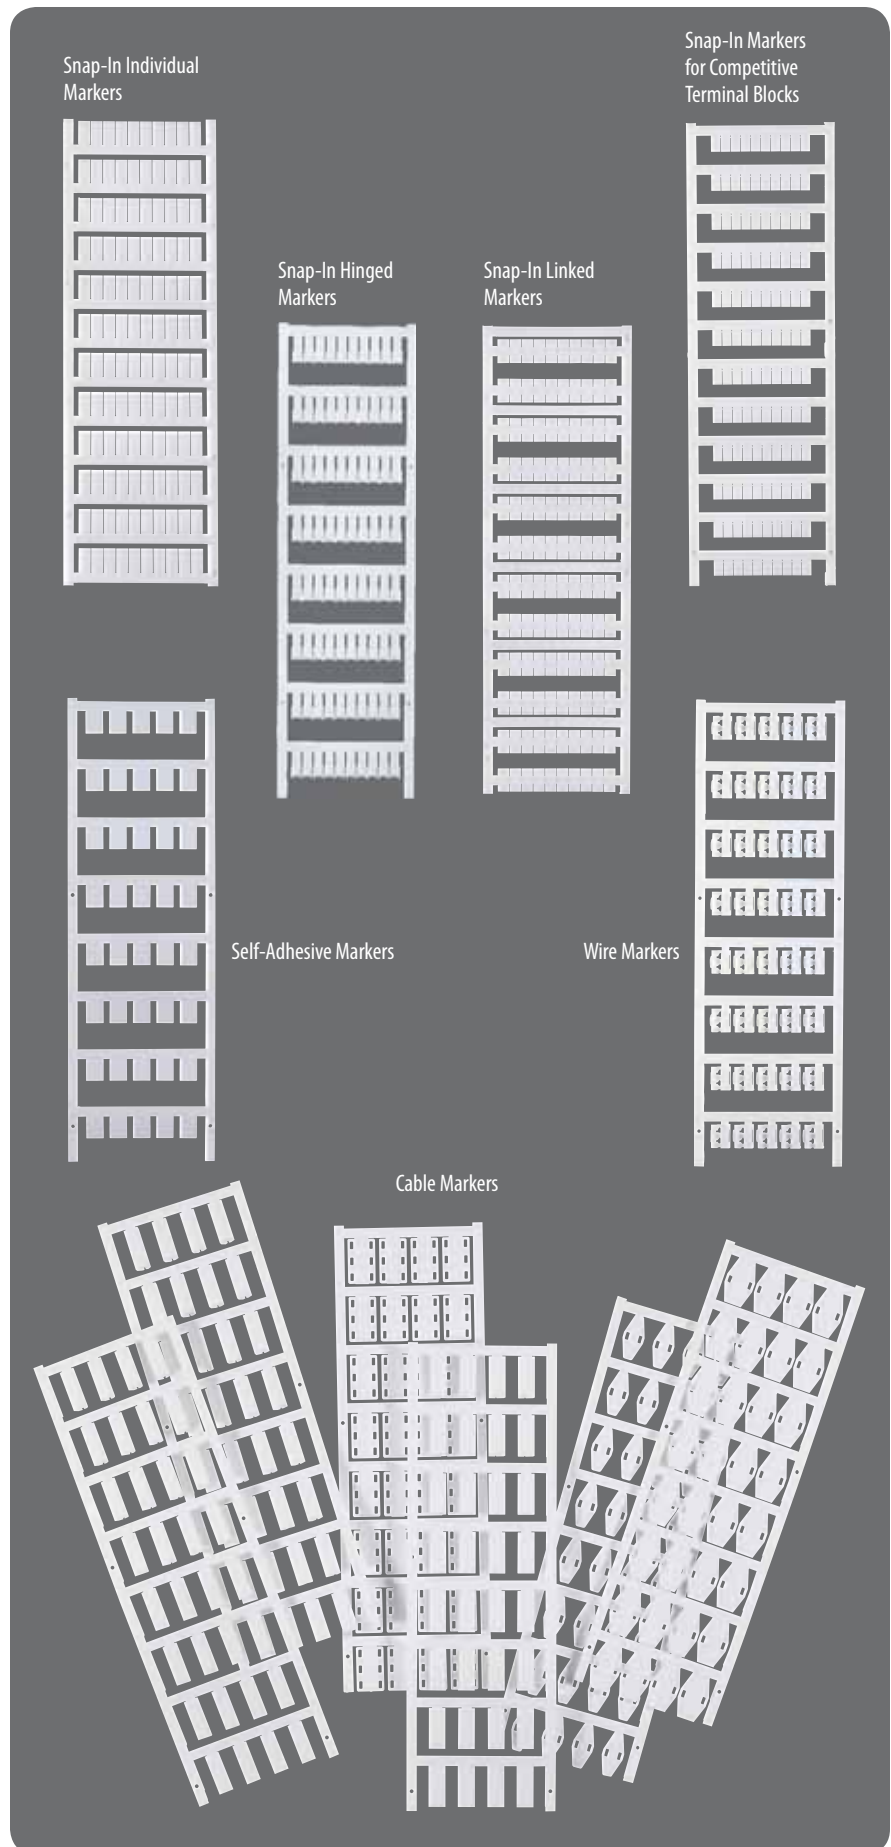 Snap-In Individual
Markers
Snap-In Markers
for Competitive
Terminal Blocks
Snap-In Hinged
Markers
Snap-In Linked
Markers
Self-Adhesive Markers
Wire Markers
Cable Markers